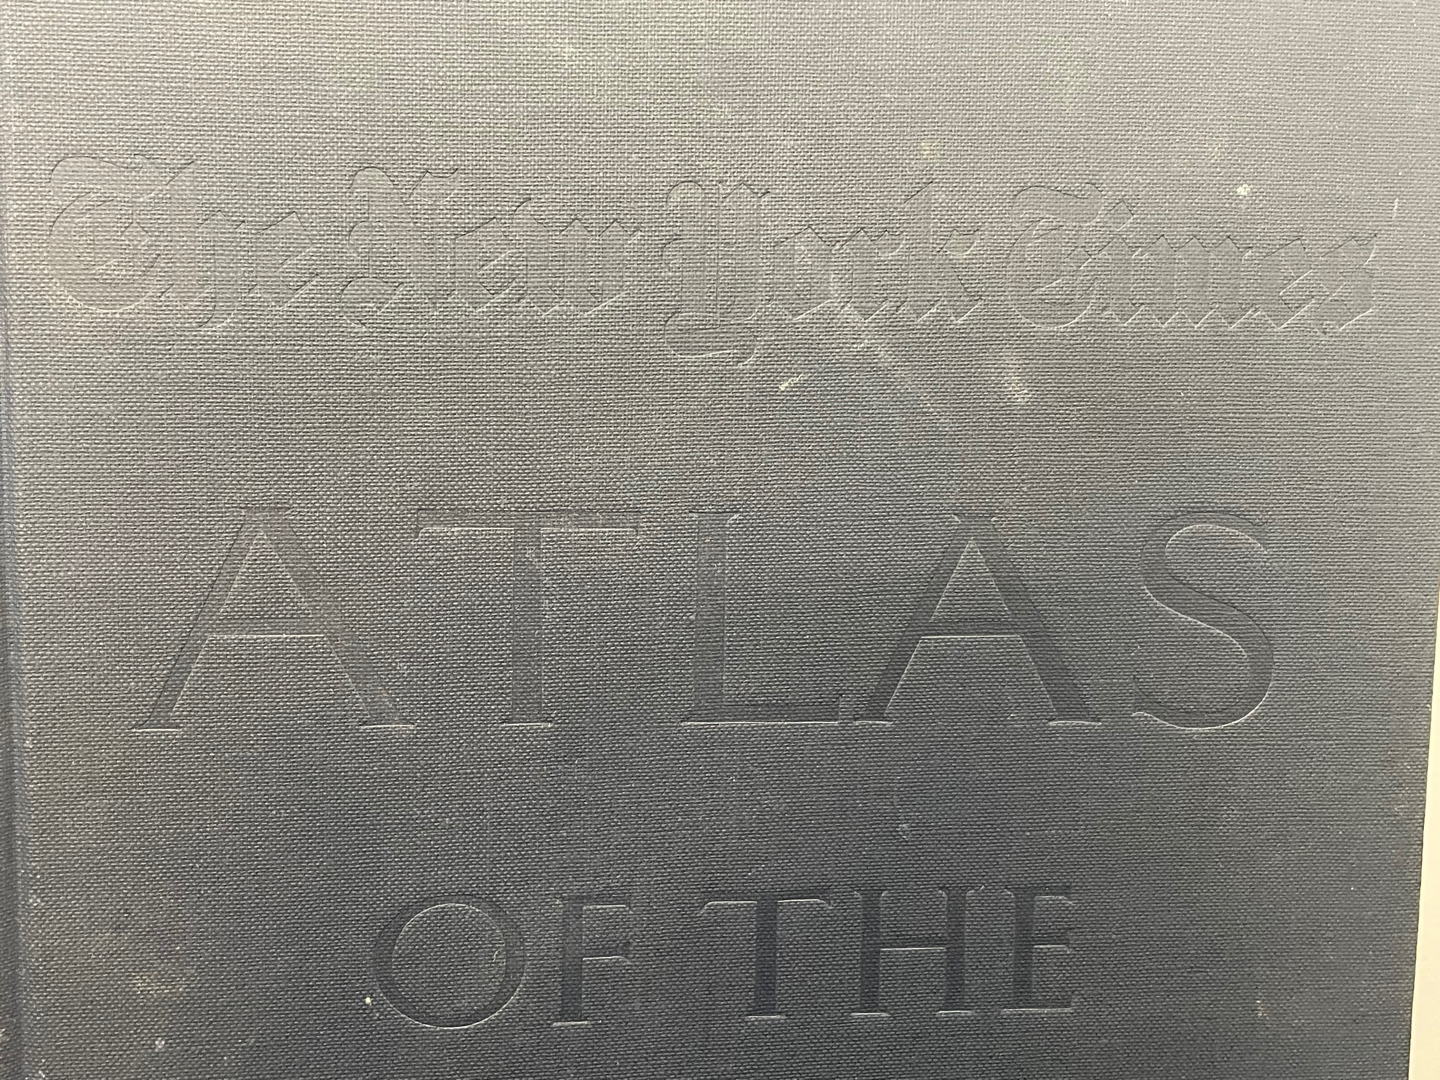 The New York Times
ATLAS
OF THE